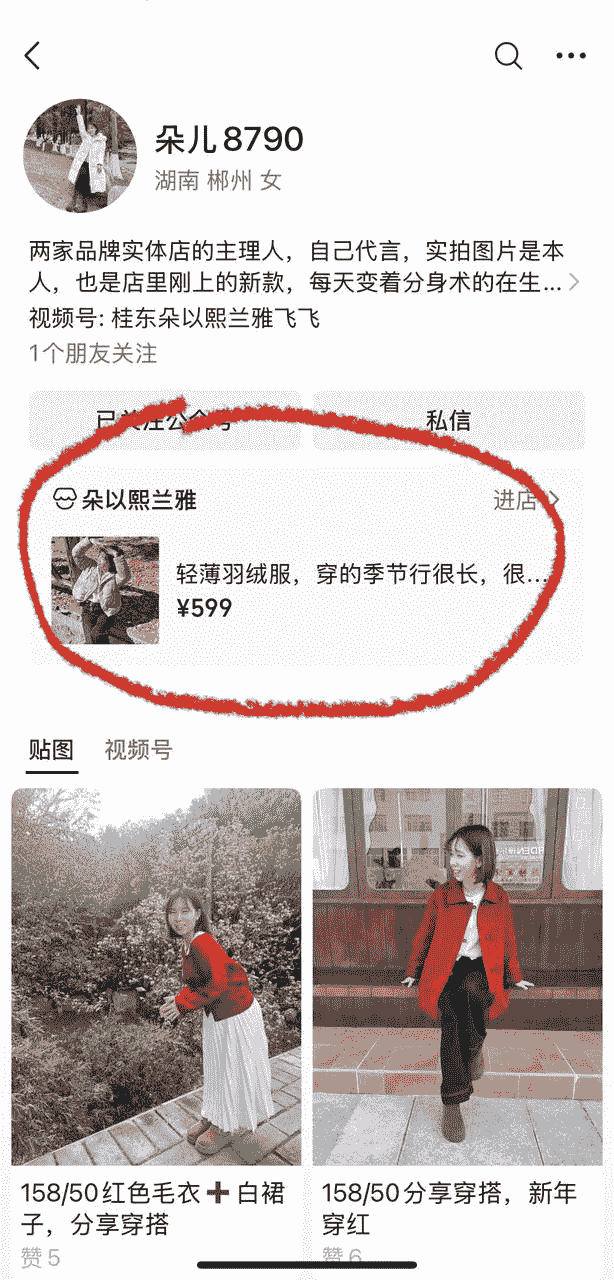 朵儿8790
湖南 郴州 女
两家品牌实体店的主理人，自己代言，实拍图片是本
人，也是店里刚上的新款，每天变着分身术的在生...
视频号: 桂东朵以熙兰雅飞飞
1个朋友关注
已关注公众号
私信
朵以熙兰雅
进店
轻薄羽绒服，穿的季节行很长，很...
¥599
贴图
视频号
158/50红色毛衣➕白裙
子，分享穿搭
赞5
158/50分享穿搭，新年
穿红
赞6